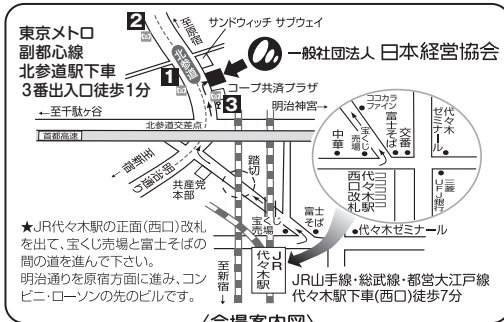 東京メトロ
副都心線
北参道駅下車
3番出入口徒歩1分
2
至原宿
サンドウィッチ サブウェイ
北参道
1
一般社団法人 日本経営協会
コープ共済プラザ
3
明治神宮
至千駄ヶ谷
北参道交差点
首都高速
至新宿
明治通り
共産党
本部
踏切
宝くじ
売場
富士
そば
代々木ゼミナール
ココカラ
ファイン
中華
宝くじ
売場
富士そば
交番
代々木
ゼミナール
代々木駅
西口改札
三菱
UFJ銀行
★JR代々木駅の正面(西口)改札
を出て、宝くじ売場と富士そばの
間の道を進んで下さい。
明治通りを原宿方面に進み、コン
ビニ・ローソンの先のビルです。
至新宿
JR
代々木駅
JR山手線・総武線・都営大江戸線
代々木駅下車(西口)徒歩7分
〈会場案内図〉